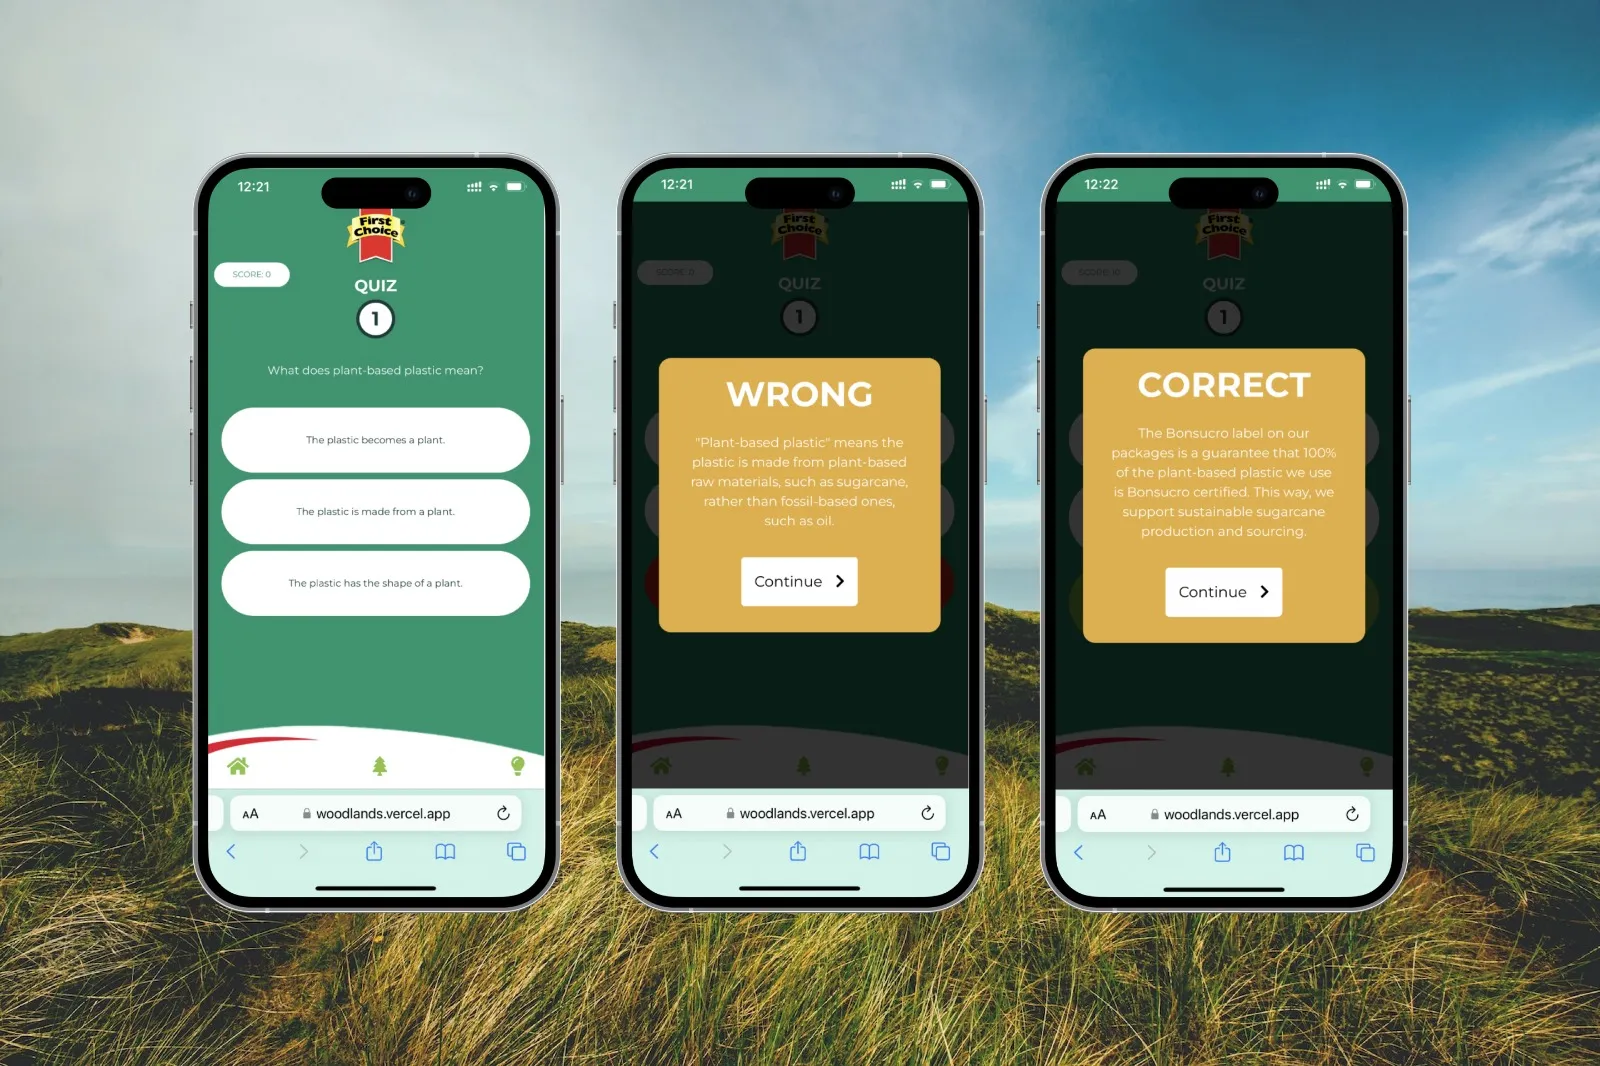 12:21
First
Choice
SCORE: 0
QUIZ
1
What does plant-based plastic mean?
The plastic becomes a plant.
The plastic is made from a plant.
The plastic has the shape of a plant.
AA woodlands.vercel.app
12:21
First
Choice
SCORE: 0
QUIZ
1
WRONG
"Plant-based plastic" means the
plastic is made from plant-based
raw materials, such as sugarcane,
rather than fossil-based ones,
such as oil.
Continue
AA woodlands.vercel.app
12:22
First
Choice
SCORE: 10
QUIZ
1
CORRECT
The Bonsucro label on our
packages is a guarantee that 100%
of the plant-based plastic we use
is Bonsucro certified. This way, we
support sustainable sugarcane
production and sourcing.
Continue
AA woodlands.vercel.app